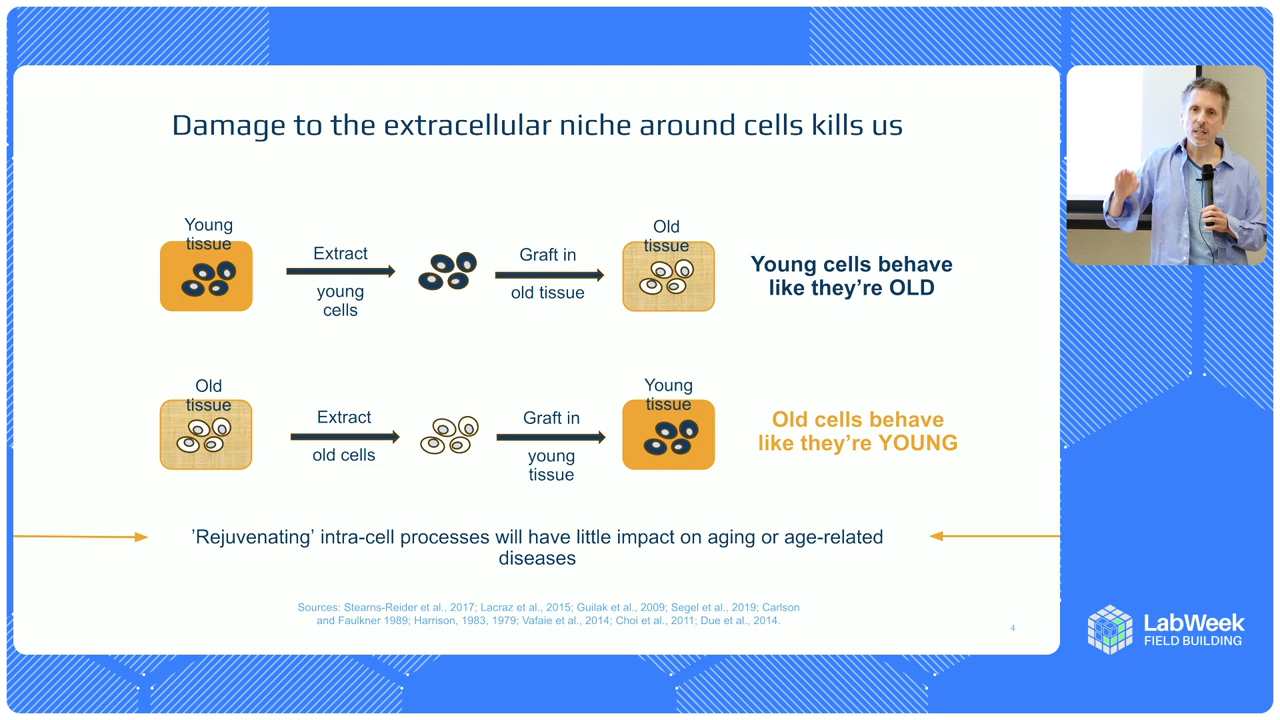 Damage to the extracellular niche around cells kills us
Young
tissue
Extract
young
cells
Graft in
old tissue
Old
tissue
Young cells behave
like they’re OLD
Old
tissue
Extract
old cells
Graft in
young
tissue
Young
tissue
Old cells behave
like they’re YOUNG
’Rejuvenating’ intra-cell processes will have little impact on aging or age-related
diseases
Sources: Stearns-Reider et al., 2017; Lacraz et al., 2015; Guilak et al., 2009; Segel et al., 2019; Carlson
and Faulkner 1989; Harrison, 1983, 1979; Vafaie et al., 2014; Choi et al., 2011; Due et al., 2014.
4
LabWeek
FIELD BUILDING